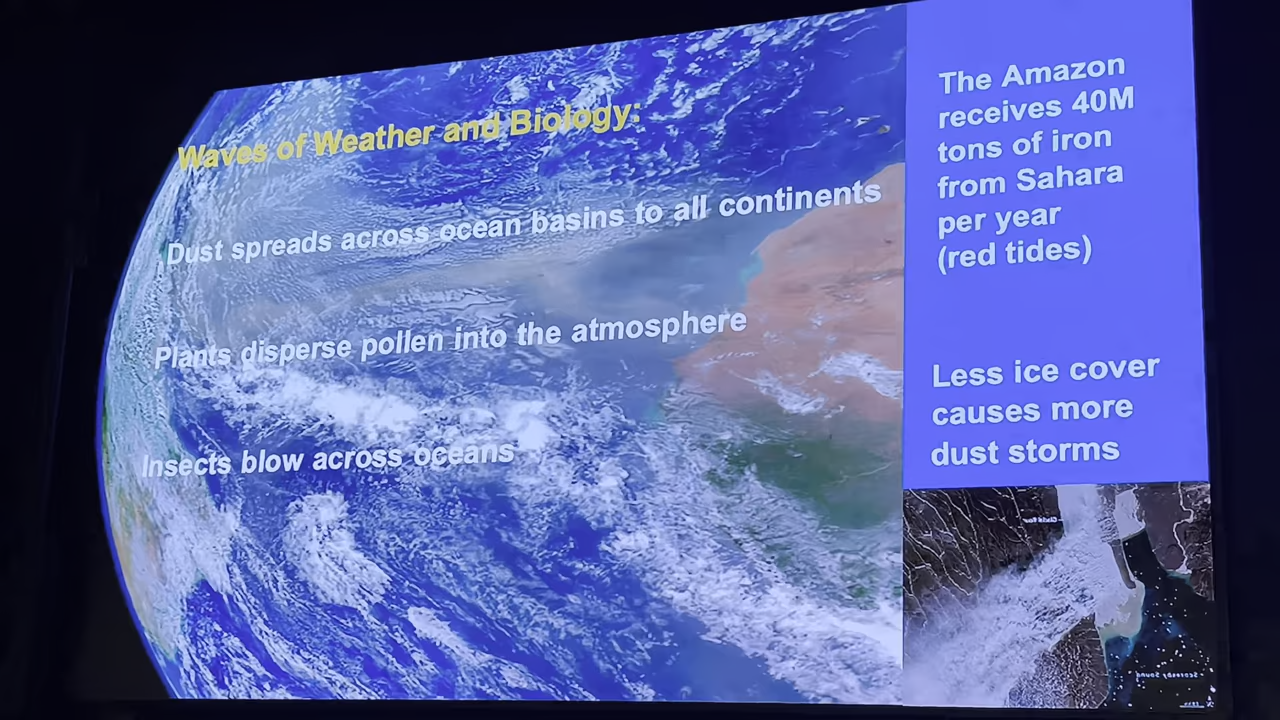 Waves of Weather and Biology:
Dust spreads across ocean basins to all continents
Plants disperse pollen into the atmosphere
Insects blow across oceans
The Amazon
receives 40M
tons of iron
from Sahara
per year
(red tides)
Less ice cover
causes more
dust storms
Scoresby Sound